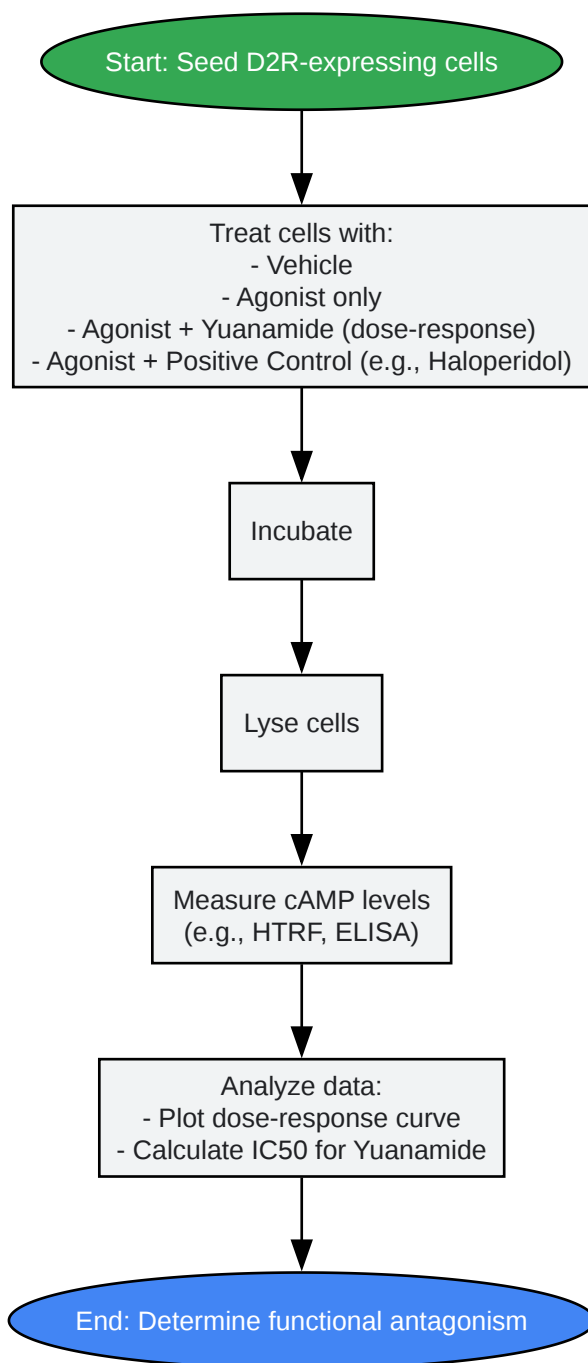 Start: Seed D2R-expressing cells
Treat cells with:
- Vehicle
- Agonist only
- Agonist + Yuanamide (dose-response)
- Agonist + Positive Control (e.g., Haloperidol)
Incubate
Lyse cells
Measure cAMP levels
(e.g., HTRF, ELISA)
Analyze data:
- Plot dose-response curve
- Calculate IC50 for Yuanamide
End: Determine functional antagonism